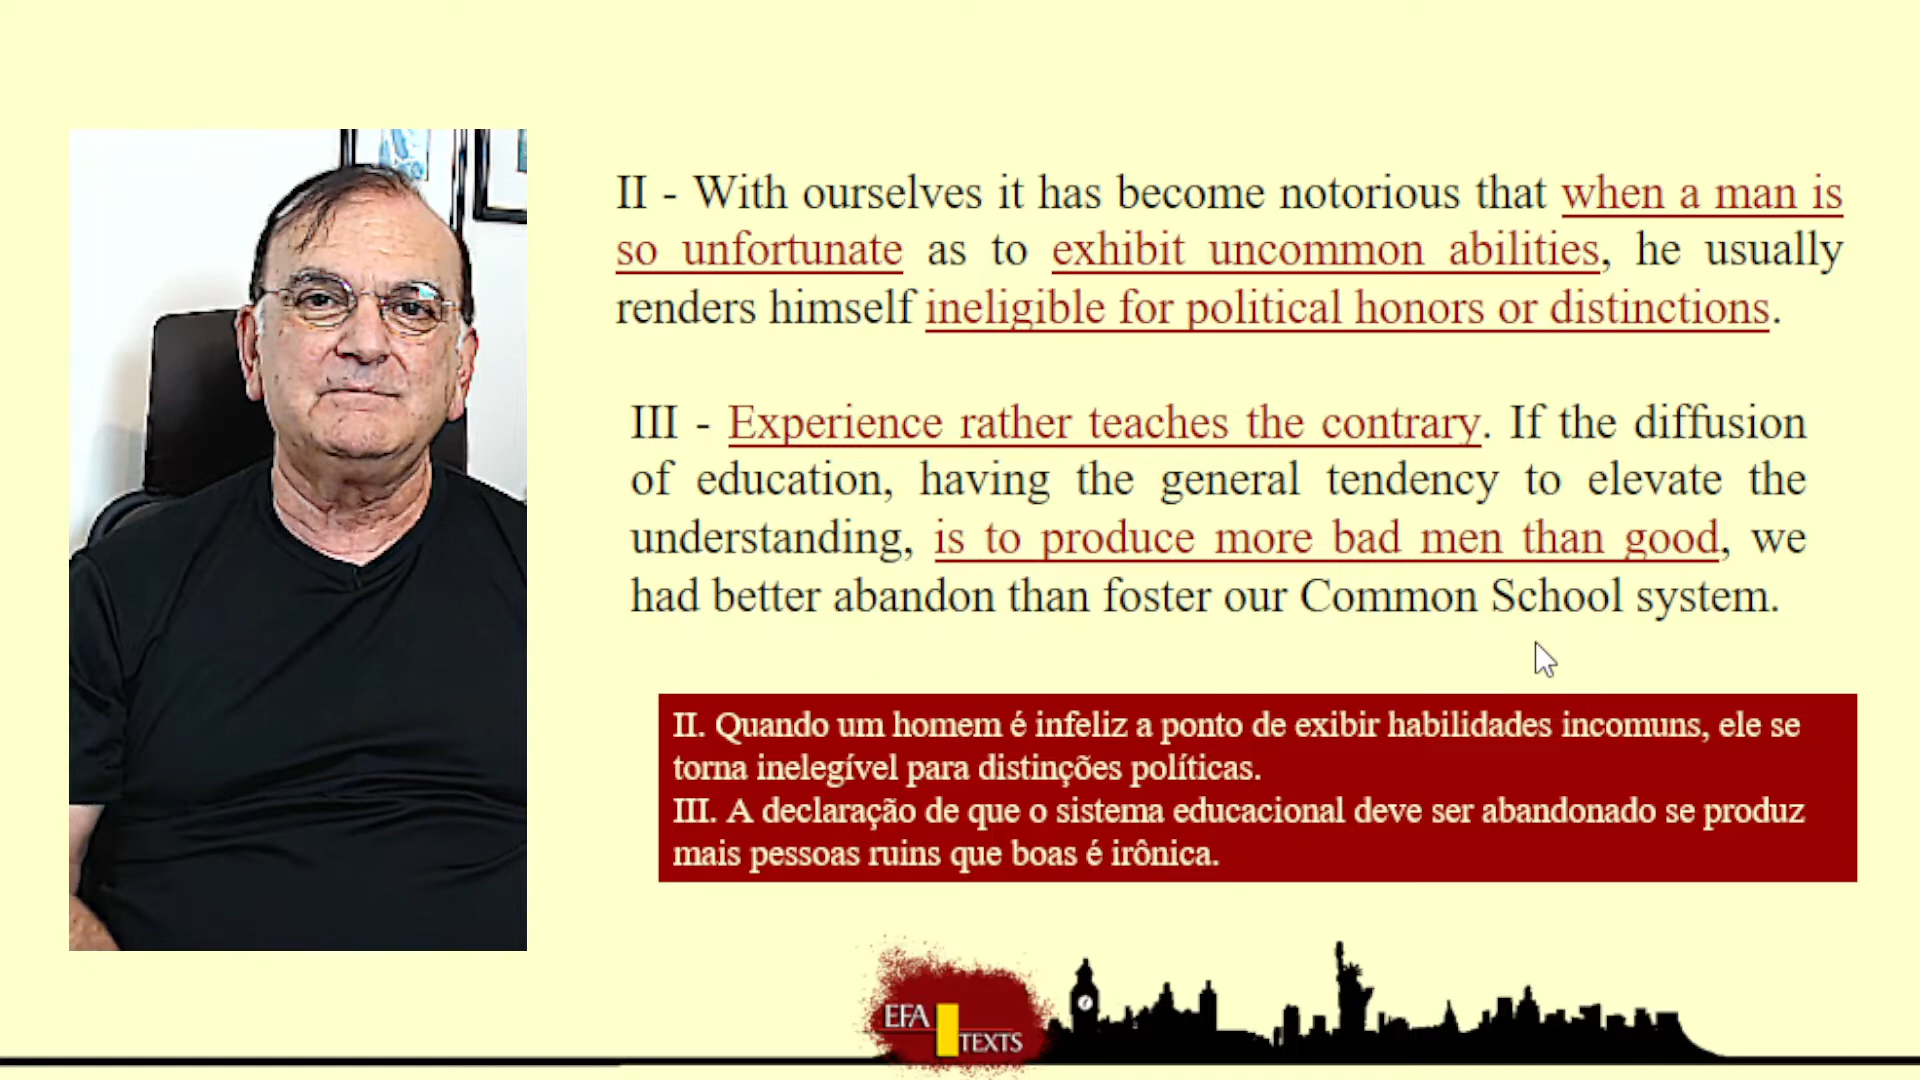 II - With ourselves it has become notorious that when a man is
so unfortunate as to exhibit uncommon abilities, he usually
renders himself ineligible for political honors or distinctions.
III - Experience rather teaches the contrary. If the diffusion
of education, having the general tendency to elevate the
understanding, is to produce more bad men than good, we
had better abandon than foster our Common School system.
II. Quando um homem é infeliz a ponto de exibir habilidades incomuns, ele se
torna inelegível para distinções políticas.
III. A declaração de que o sistema educacional deve ser abandonado se produz
mais pessoas ruins que boas é irônica.
EFA
TEXTS